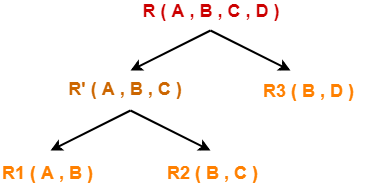 R ( A , B , C , D )
R' ( A , B , C )
R3 ( B , D )
R1 ( A , B )
R2 ( B , C )